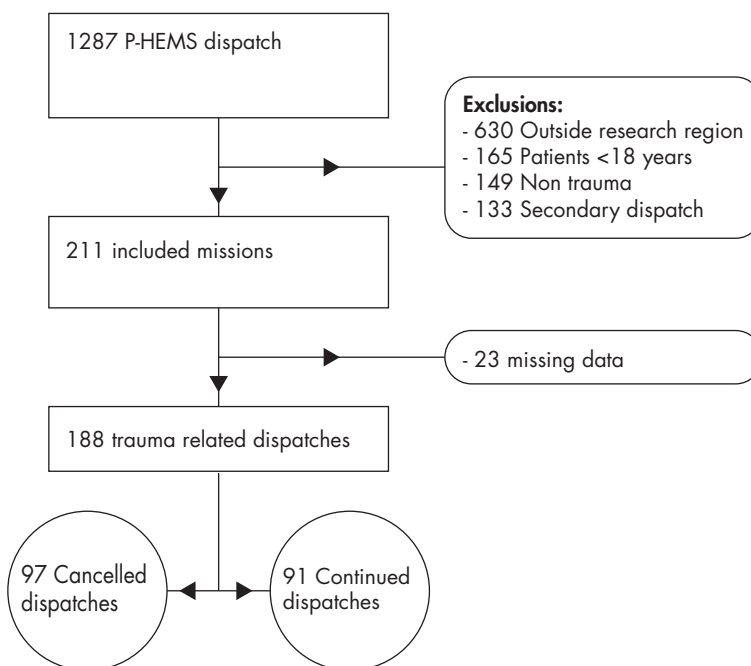 1287 P-HEMS dispatch
Exclusions:
- 630 Outside research region
- 165 Patients <18 years
- 149 Non trauma
- 133 Secondary dispatch
211 included missions
- 23 missing data
188 trauma related dispatches
97 Cancelled
dispatches
91 Continued
dispatches